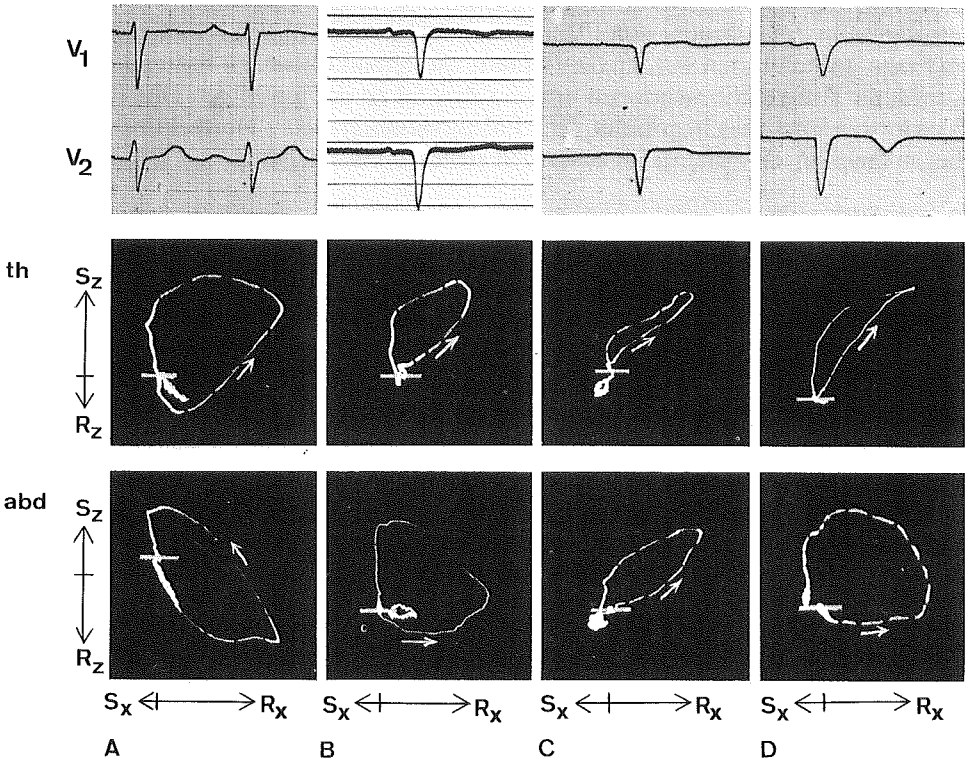 V1
V2
th
Sz
Rz
abd
Sz
Rz
Sx Rx Sx Rx Sx Rx Sx Rx
A B C D